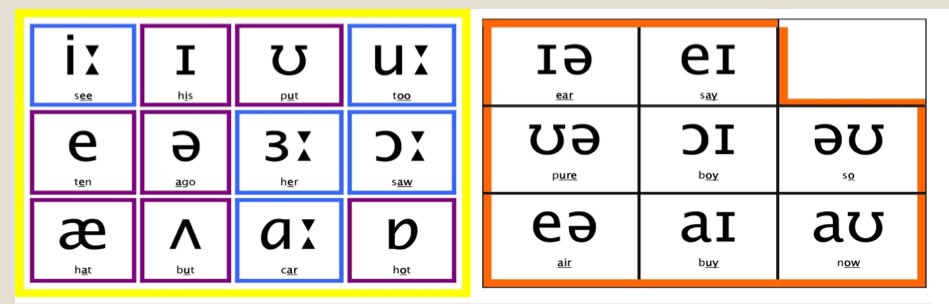 iː ɪ ʊ uː
see his put too
e ə ɜː ɔː
ten ago her saw
æ ʌ ɑː ɒ
hat but car hot
ɪə eɪ
ear say
ʊə ɔɪ əʊ
pure boy so
eə aɪ aʊ
air buy now